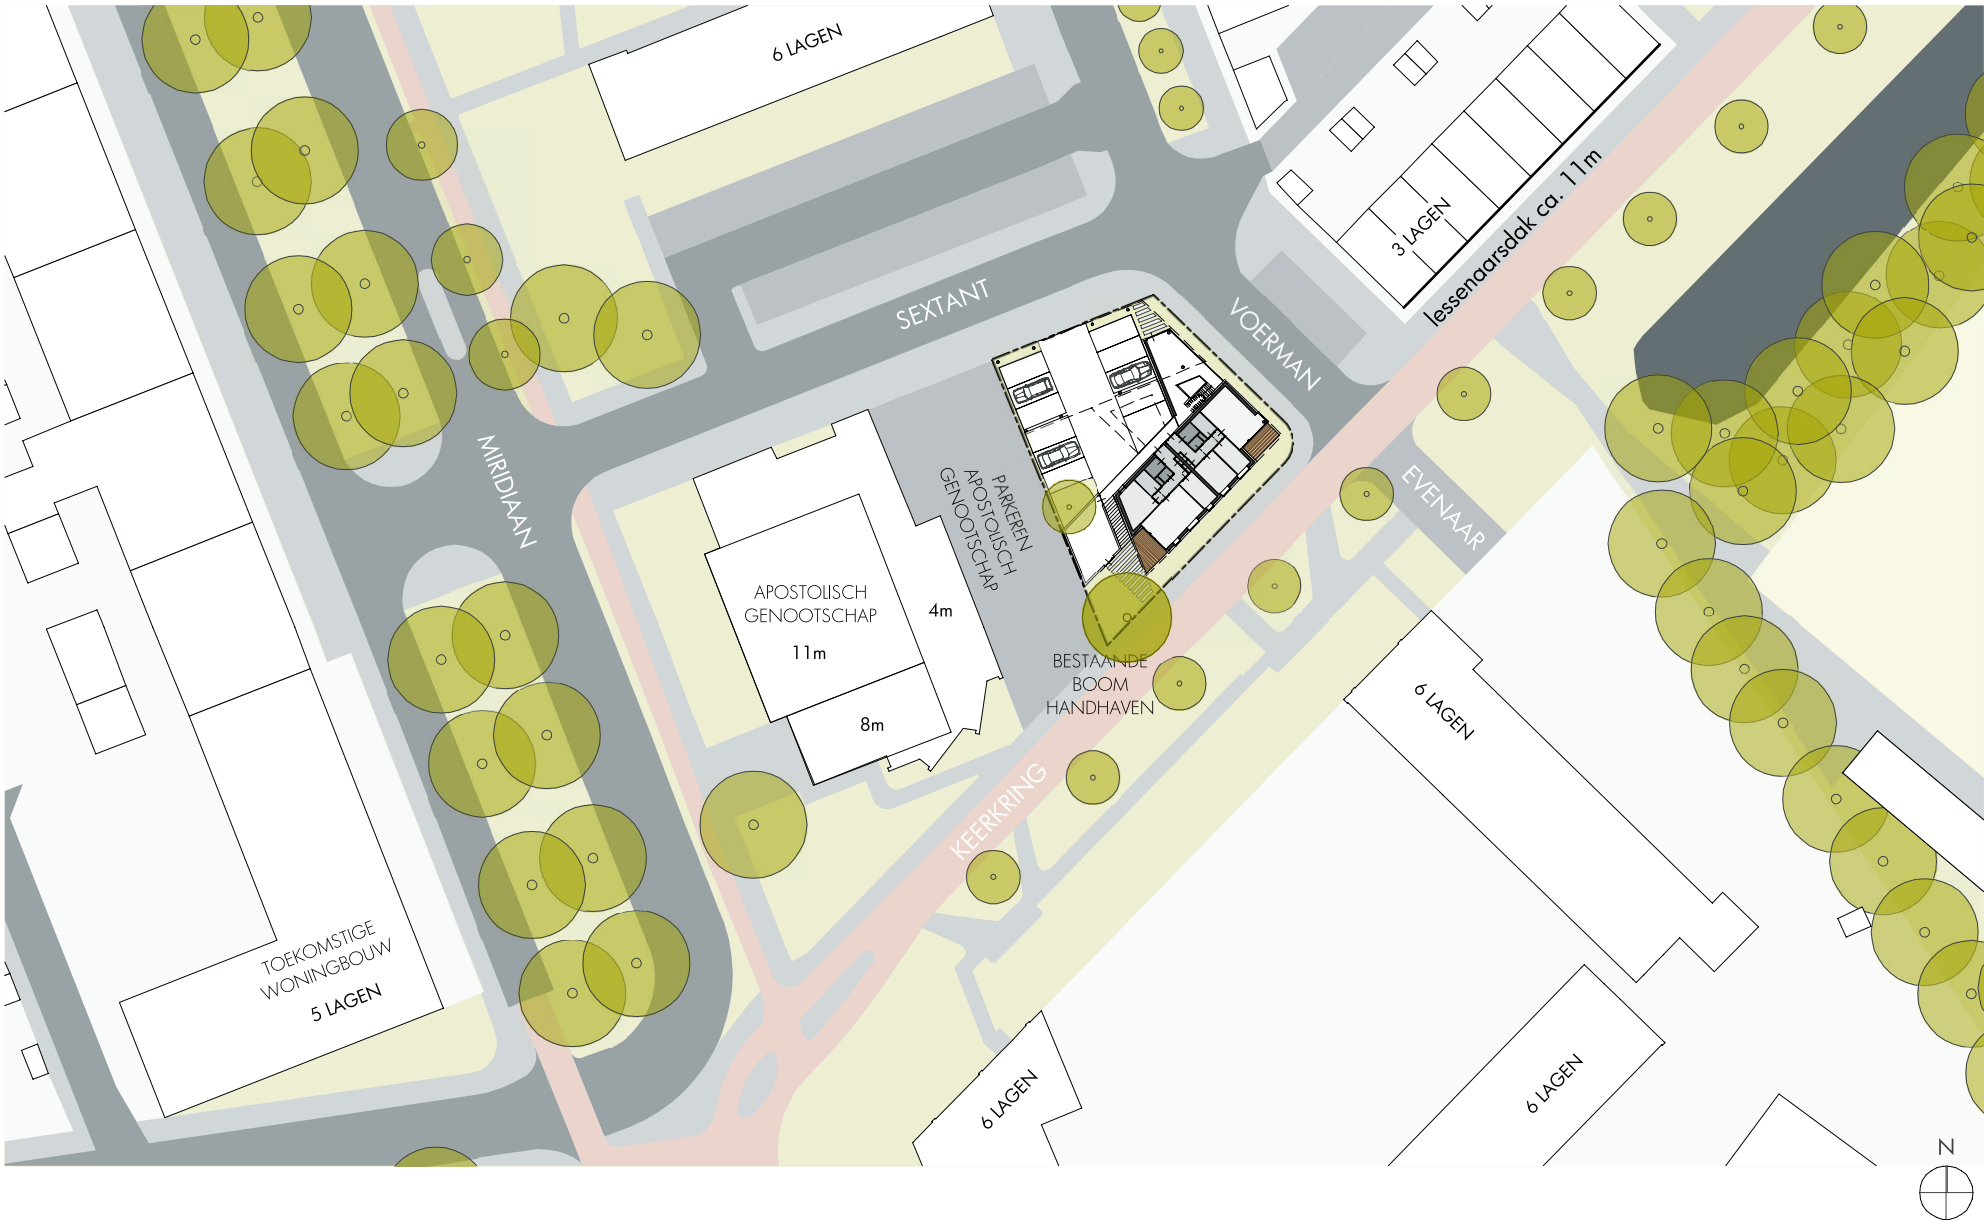 6 LAGEN
3 LAGEN
lessenaarsdak ca. 11m
SEXTANT
VOERMAN
MIRIDIAAN
PARKEREN
APOSTOLISCH
GENOOTSCHAP
EVENAAR
APOSTOLISCH
GENOOTSCHAP
11m
4m
8m
BESTAANDE
BOOM
HANDHAVEN
6 LAGEN
KEERKRING
TOEKOMSTIGE
WONINGBOUW
5 LAGEN
6 LAGEN
6 LAGEN
N